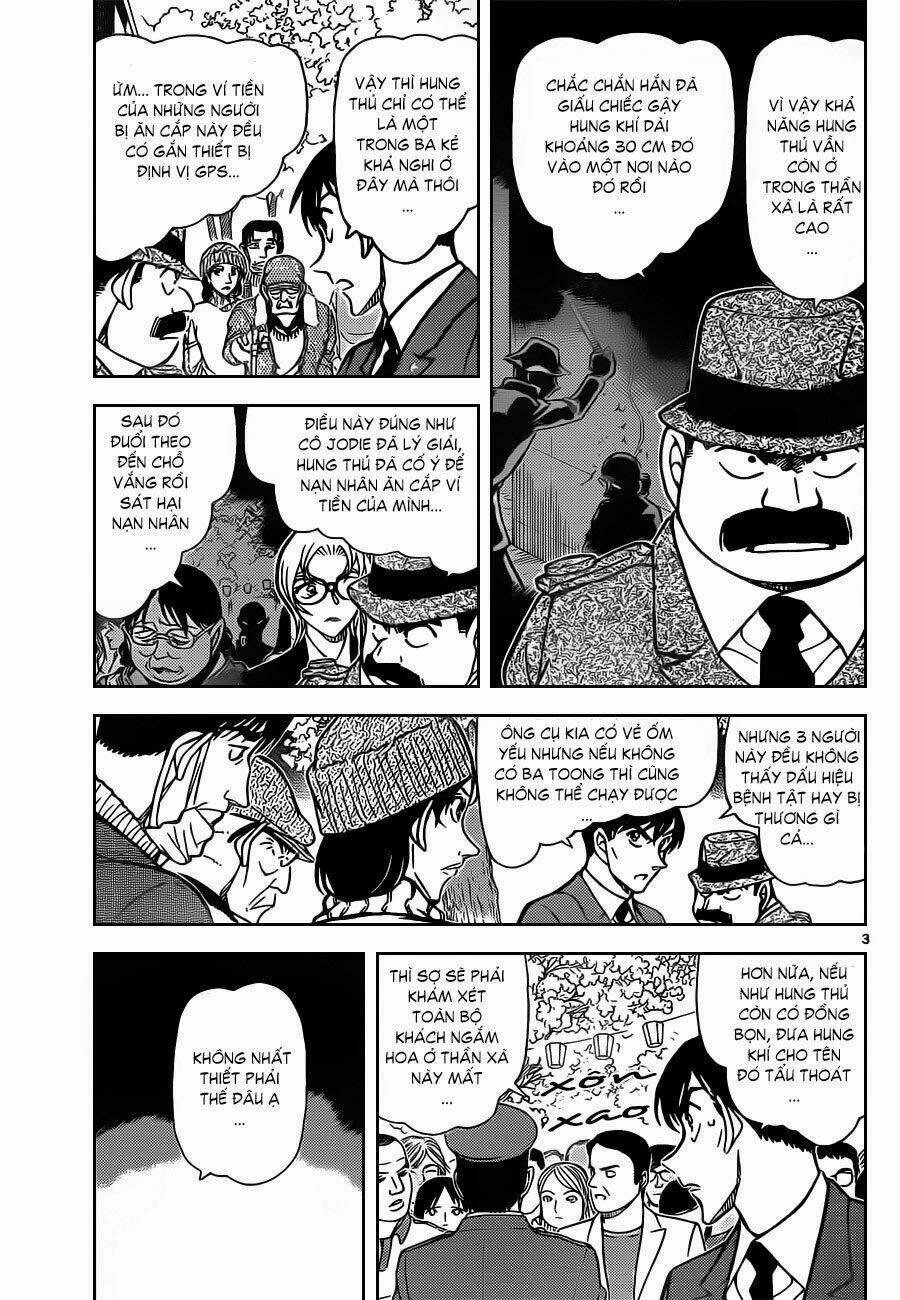 VÌ VẬY KHẢ
NĂNG HUNG
THỦ VẪN
CÒN Ở
TRONG THẦN
XÃ LÀ RẤT
CAO
...
CHẮC CHẮN HẮN ĐÃ
GIẤU CHIẾC GẬY
HUNG KHÍ DÀI
KHOẢNG 30 CM ĐÓ
VÀO MỘT NƠI NÀO
ĐÓ RỒI
...
VẬY THÌ HUNG
THỦ CHỈ CÓ THỂ
LÀ MỘT
TRONG BA KẺ
KHẢ NGHI Ở
ĐÂY MÀ THÔI
...
ỪM... TRONG VÍ TIỀN
CỦA NHỮNG NGƯỜI
BỊ ĂN CẮP NÀY ĐỀU
CÓ GẮN THIẾT BỊ
ĐỊNH VỊ GPS...
ĐIỀU NÀY ĐÚNG NHƯ
CÔ JODIE ĐÃ LÝ GIẢI,
HUNG THỦ ĐÃ CỐ Ý ĐỂ
NẠN NHÂN ĂN CẮP VÍ
TIỀN CỦA MÌNH...
SAU ĐÓ
ĐUỔI THEO
ĐẾN CHỖ
VẮNG RỒI
SÁT HẠI
NẠN NHÂN
...
NHƯNG 3 NGƯỜI
NÀY ĐỀU KHÔNG
THẤY DẤU HIỆU
BỆNH TẬT HAY BỊ
THƯƠNG GÌ
CẢ...
ÔNG CỤ KIA CÓ VẺ ỐM
YẾU NHƯNG NẾU KHÔNG
CÓ BA TOONG THÌ CŨNG
KHÔNG THỂ CHẠY ĐƯỢC
...
3
HƠN NỮA, NẾU
NHƯ HUNG THỦ
CÒN CÓ ĐỒNG
BỌN, ĐƯA HUNG
KHÍ CHO TÊN
ĐÓ TẨU THOÁT
...
THÌ SỢ SẼ PHẢI
KHÁM XÉT
TOÀN BỘ
KHÁCH NGẮM
HOA Ở THẦN XÃ
NÀY MẤT
...
XÔN
XAO
KHÔNG NHẤT
THIẾT PHẢI
THẾ ĐÂU Ạ
...